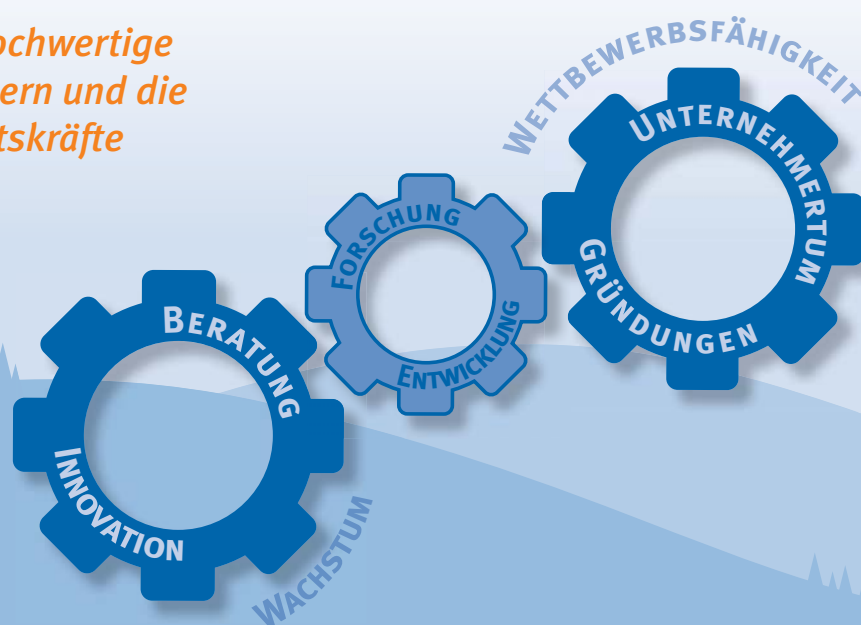 ochwertige
ern und die
tskräfte
WETTBEWERBSFÄHIGKEIT
UNTERNEHMERTUM
GRÜNDUNGEN
FORSCHUNG
ENTWICKLUNG
BERATUNG
INNOVATION
WACHSTUM